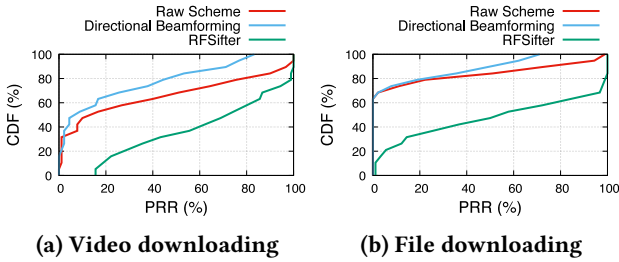 Raw Scheme
Directional Beamforming
RFSifter
CDF (%)
100
80
60
40
20
0
0 20 40 60 80 100
PRR (%)
(a) Video downloading
Raw Scheme
Directional Beamforming
RFSifter
CDF (%)
100
80
60
40
20
0
0 20 40 60 80 100
PRR (%)
(b) File downloading